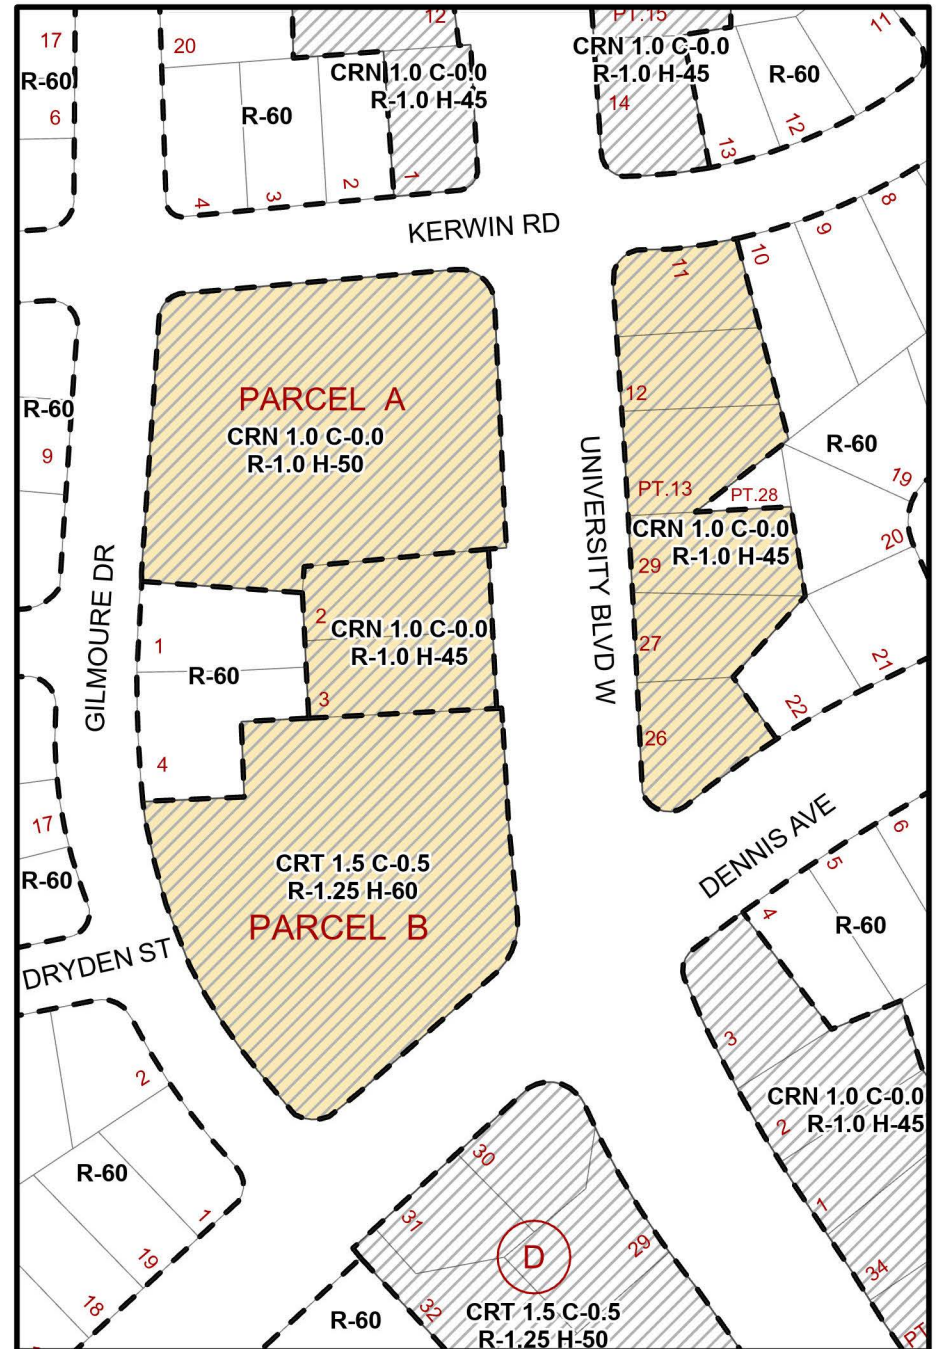 12
PT.15
11
17
20
CRN 1.0 C-0.0
R-1.0 H-45
CRN 1.0 C-0.0
R-1.0 H-45
R-60
R-60
6
R-60
14
12
13
4
3
2
1
KERWIN RD
8
9
10
11
PARCEL A
CRN 1.0 C-0.0
R-1.0 H-50
12
R-60
9
R-60
19
PT.13
PT.28
UNIVERSITY BLVD W
CRN 1.0 C-0.0
R-1.0 H-45
20
29
GILMOURE DR
2
CRN 1.0 C-0.0
R-1.0 H-45
1
27
R-60
21
3
22
4
26
17
DENNIS AVE
6
5
CRT 1.5 C-0.5
R-1.25 H-60
PARCEL B
R-60
4
R-60
DRYDEN ST
3
2
CRN 1.0 C-0.0
R-1.0 H-45
2
R-60
30
1
1
31
19
D
29
34
18
32
CRT 1.5 C-0.5
R-1.25 H-50
R-60
PT